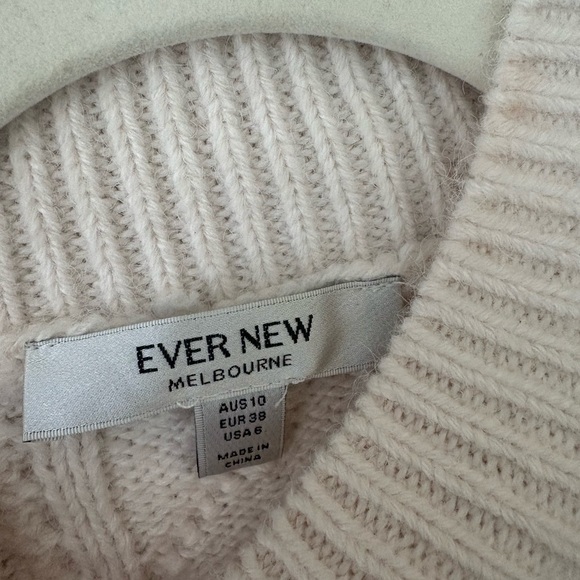 EVER NEW
MELBOURNE
AUS 10
EUR 38
USA 6
MADE IN
CHINA